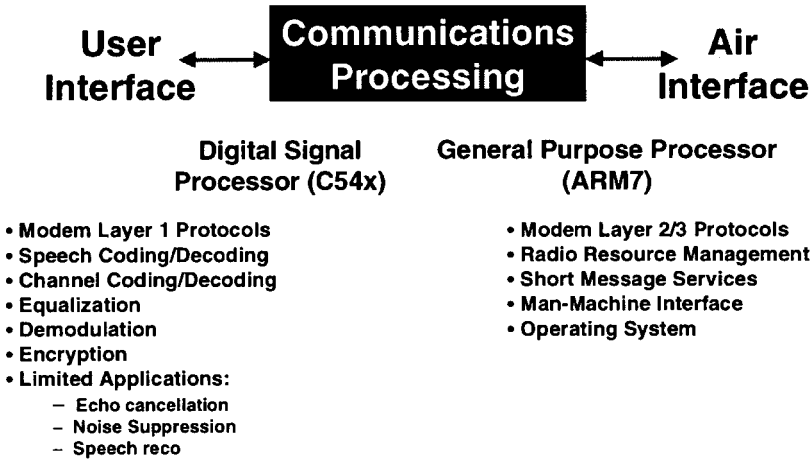 User
Interface
Communications
Processing
Air
Interface
Digital Signal
Processor (C54x)
• Modem Layer 1 Protocols
• Speech Coding/Decoding
• Channel Coding/Decoding
• Equalization
• Demodulation
• Encryption
• Limited Applications:
– Echo cancellation
– Noise Suppression
– Speech reco
General Purpose Processor
(ARM7)
• Modem Layer 2/3 Protocols
• Radio Resource Management
• Short Message Services
• Man-Machine Interface
• Operating System